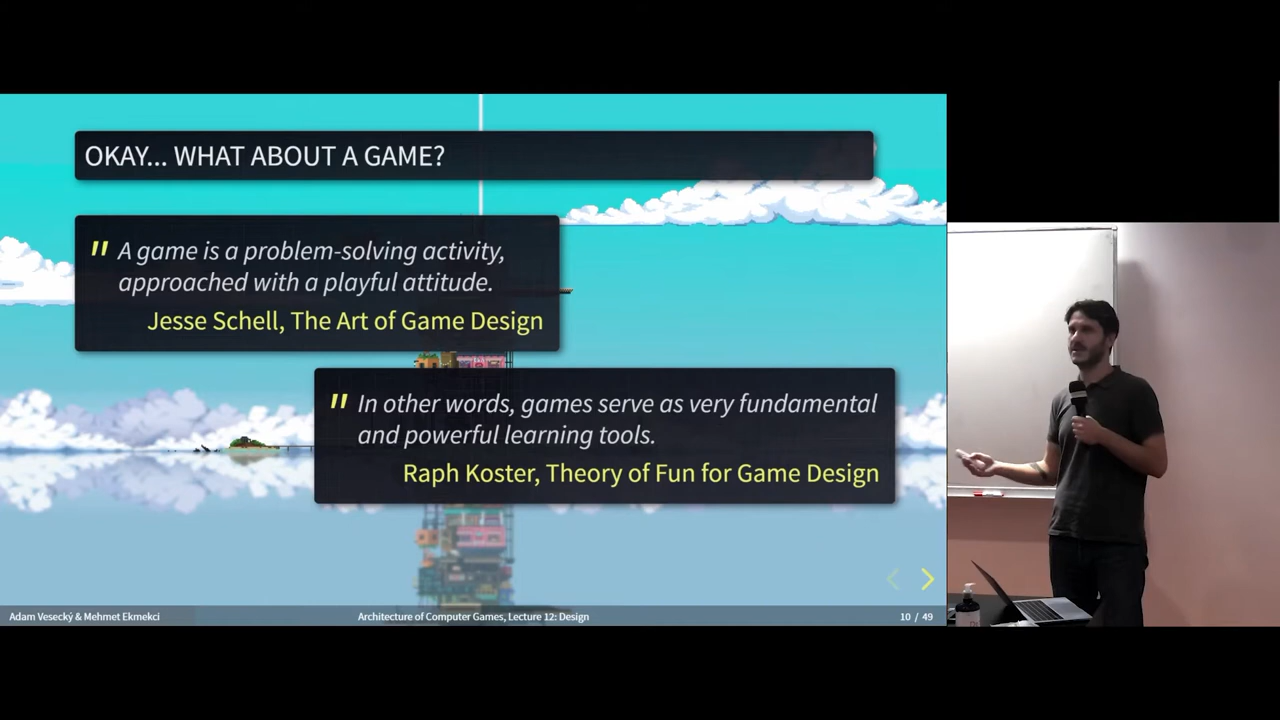 OKAY... WHAT ABOUT A GAME?
" A game is a problem-solving activity,
approached with a playful attitude.
Jesse Schell, The Art of Game Design
" In other words, games serve as very fundamental
and powerful learning tools.
Raph Koster, Theory of Fun for Game Design
Adam Vesecký & Mehmet Ekmekci
Architecture of Computer Games, Lecture 12: Design
10 / 49